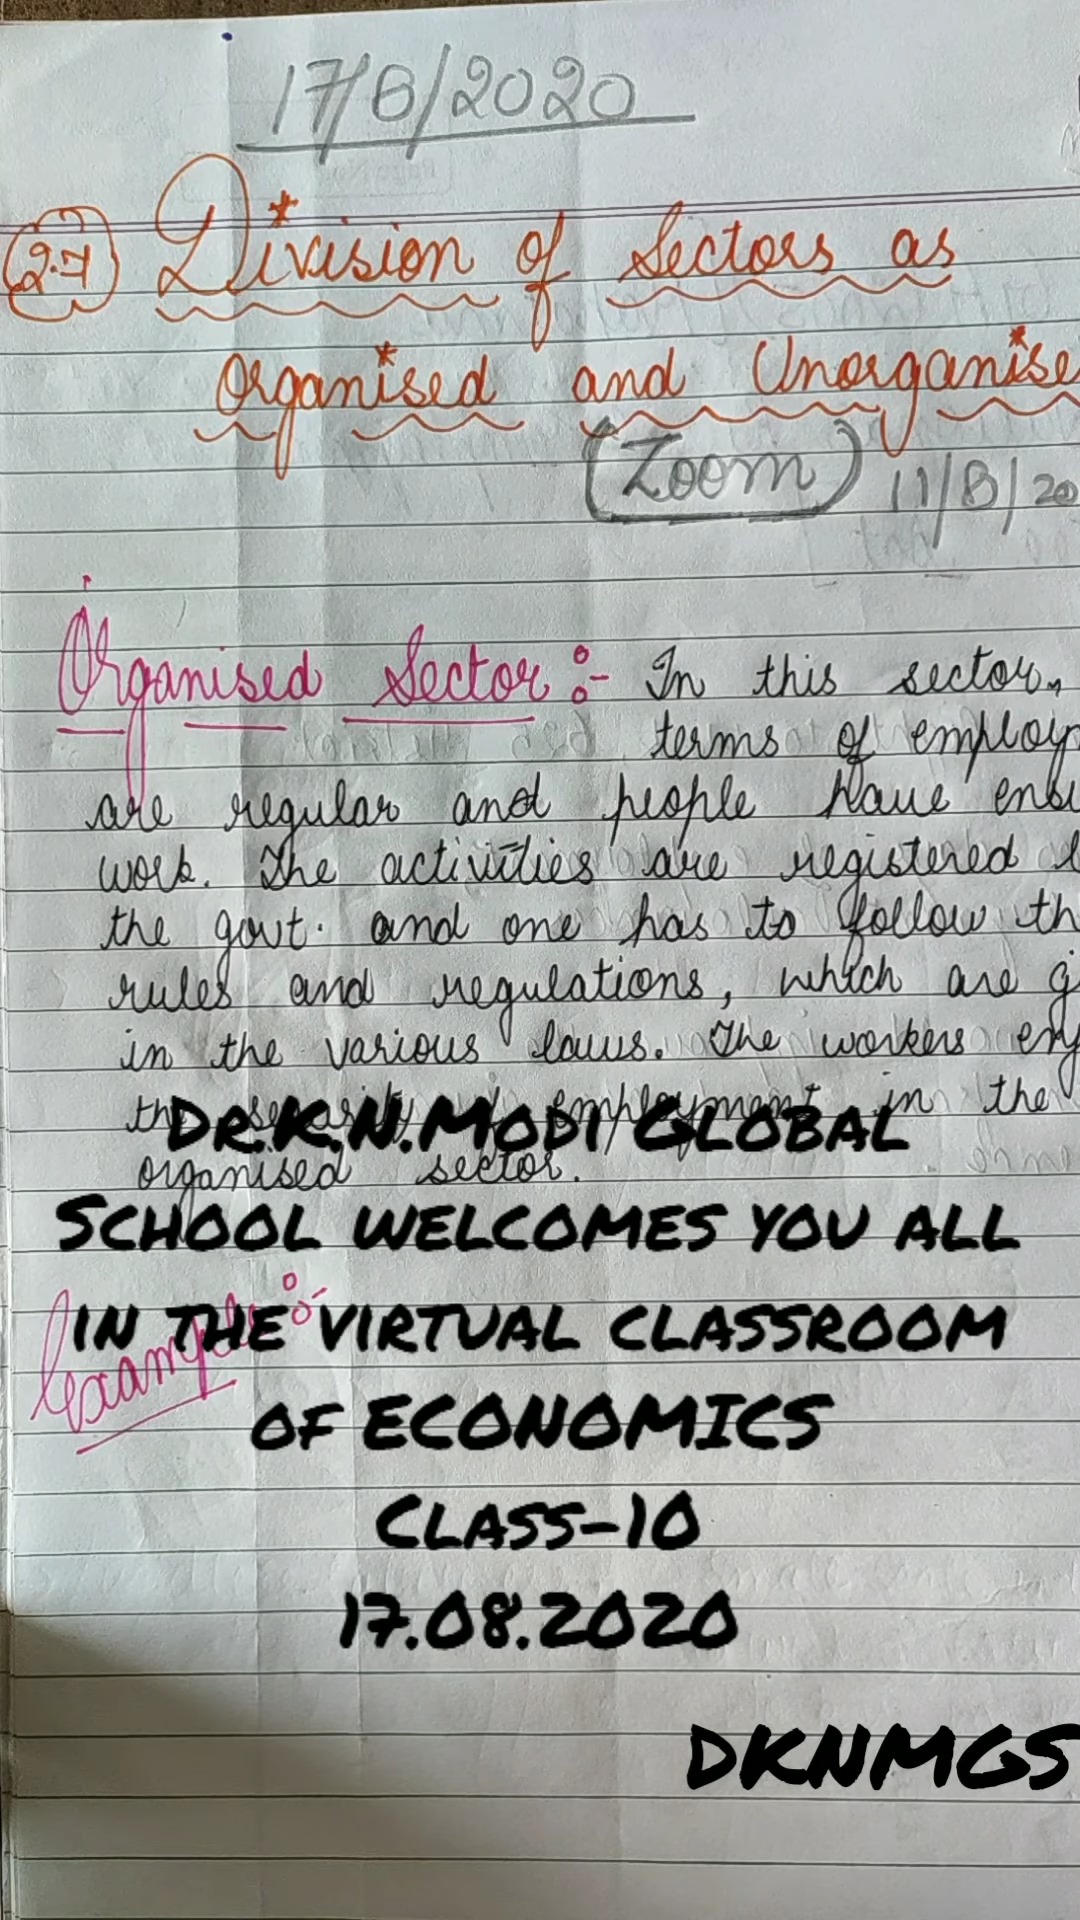 17/8/2020
2.7 Division of Sectors as
Organised and Unorganise
(Zoom) 11/8/20
Organised Sector :- In this sector,
terms of employ
are regular and people have ensu
work. The activities are registered
the govt. and one has to follow th
rules and regulations, which are gi
in the various laws. The workers enj
employment in the
organised sector.
Example :-
Dr.K.N.Modi Global
School welcomes you all
in the virtual classroom
of ECONOMICS
Class-10
17.08.2020
DKNMGS